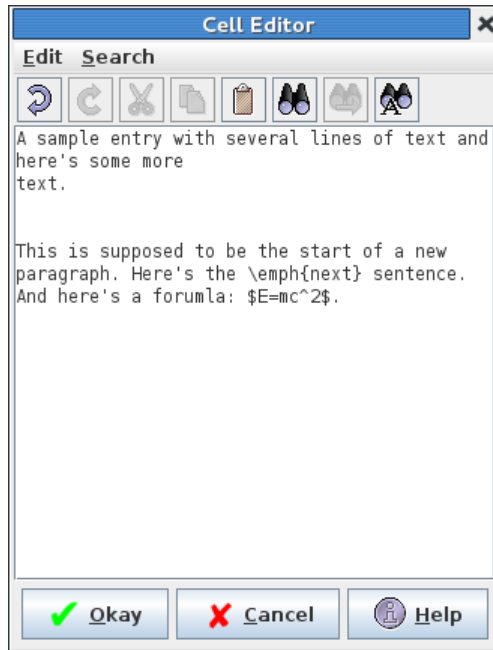 Cell Editor
Edit Search
A sample entry with several lines of text and
here's some more
text.
This is supposed to be the start of a new
paragraph. Here's the \emph{next} sentence.
And here's a forumla: $E=mc^2$.
Okay Cancel Help